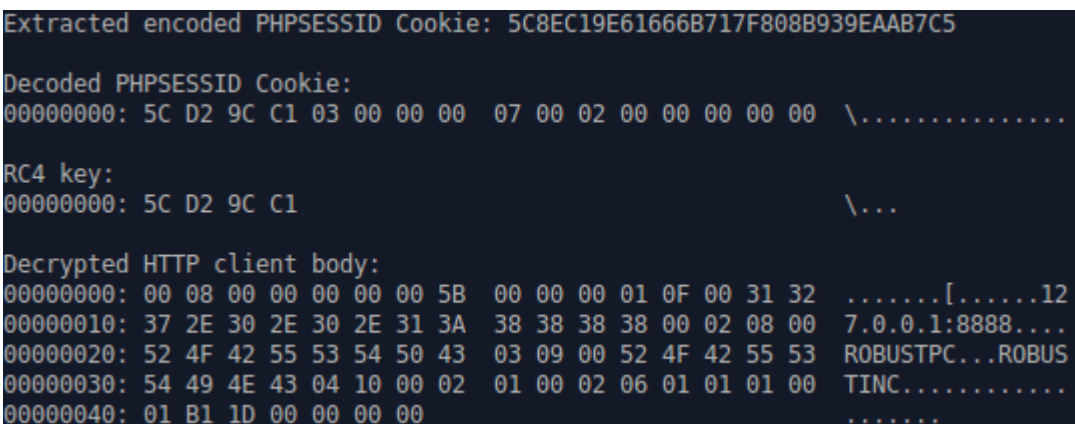 Extracted encoded PHPSESSID Cookie: 5C8EC19E61666B717F808B939EAAB7C5
Decoded PHPSESSID Cookie:
00000000: 5C D2 9C C1 03 00 00 00  07 00 02 00 00 00 00 00  \...............
RC4 key:
00000000: 5C D2 9C C1                                       \...
Decrypted HTTP client body:
00000000: 00 08 00 00 00 00 00 5B  00 00 00 01 0F 00 31 32  .......[......12
00000010: 37 2E 30 2E 30 2E 31 3A  38 38 38 38 00 02 08 00  7.0.0.1:8888....
00000020: 52 4F 42 55 53 54 50 43  03 09 00 52 4F 42 55 53  ROBUSTPC...ROBUS
00000030: 54 49 4E 43 04 10 00 02  01 00 02 06 01 01 01 00  TINC............
00000040: 01 B1 1D 00 00 00 00                              .......